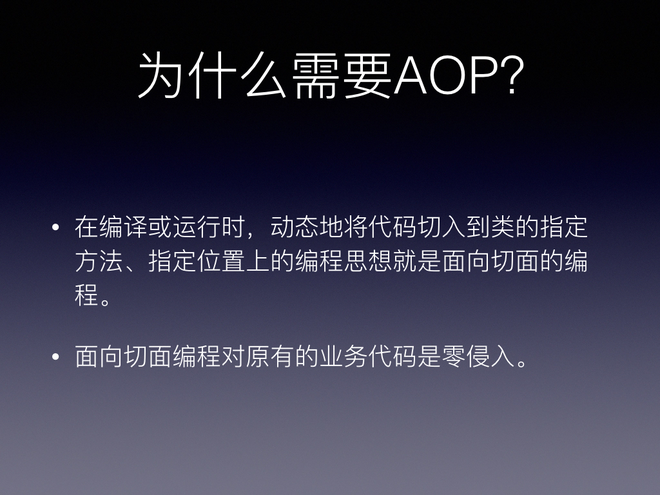 为什么需要AOP?
• 在编译或运行时，动态地将代码切入到类的指定
方法、指定位置上的编程思想就是面向切面的编
程。
• 面向切面编程对原有的业务代码是零侵入。